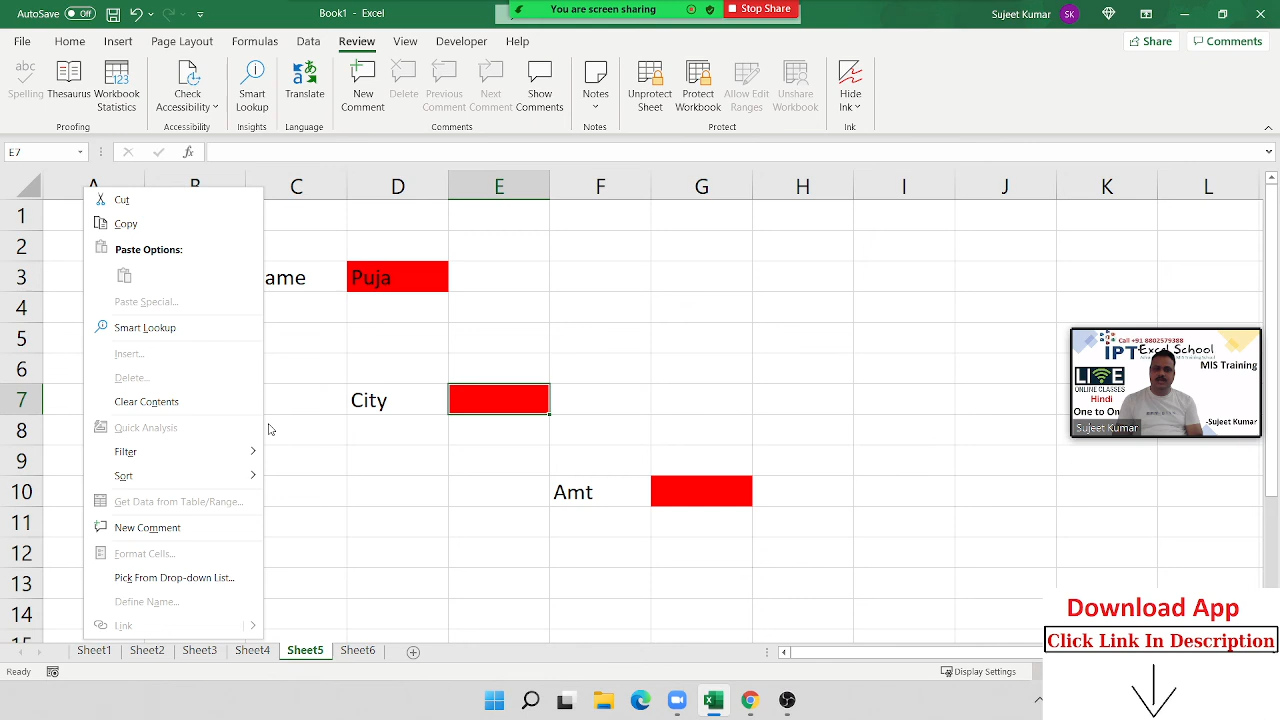 AutoSave Off Book1 - Excel You are screen sharing Stop Share Sujeet Kumar SK
File Home Insert Page Layout Formulas Data Review View Developer Help Share Comments
Spelling Thesaurus Workbook Statistics Check Accessibility Smart Lookup Translate New Comment Delete Previous Comment Next Comment Show Comments Notes Unprotect Sheet Protect Workbook Allow Edit Ranges Unshare Workbook Hide Ink
Proofing Accessibility Insights Language Comments Notes Protect Ink
E7 fx
A B C D E F G H I J K L
1
2
3 ame Puja
4
5
6
7 City
8
9
10 Amt
11
12
13
14
15
Cut
Copy
Paste Options:
Paste Special...
Smart Lookup
Insert...
Delete...
Clear Contents
Quick Analysis
Filter
Sort
Get Data from Table/Range...
New Comment
Format Cells...
Pick From Drop-down List...
Define Name...
Link
Call +91 8802579388
IPT Excel School
MIS Training
LIVE
ONLINE CLASSES
Hindi
One to On
-Sujeet Kumar
Sujeet Kumar
Download App
Click Link In Description
Sheet1 Sheet2 Sheet3 Sheet4 Sheet5 Sheet6
Ready Display Settings